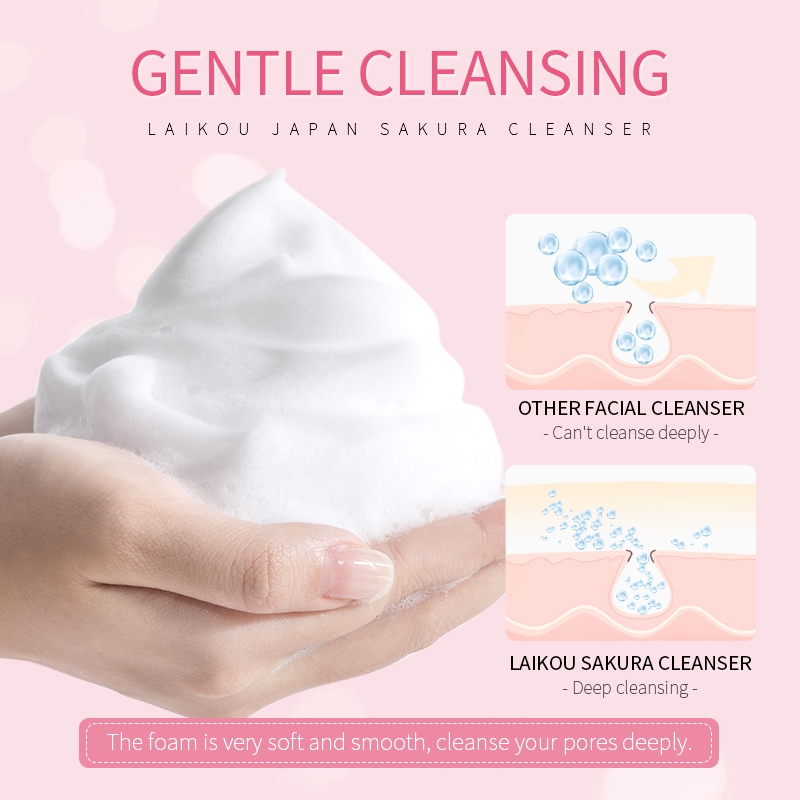 GENTLE CLEANSING
LAIKOU JAPAN SAKURA CLEANSER
OTHER FACIAL CLEANSER
- Can't cleanse deeply -
LAIKOU SAKURA CLEANSER
- Deep cleansing -
The foam is very soft and smooth, cleanse your pores deeply.